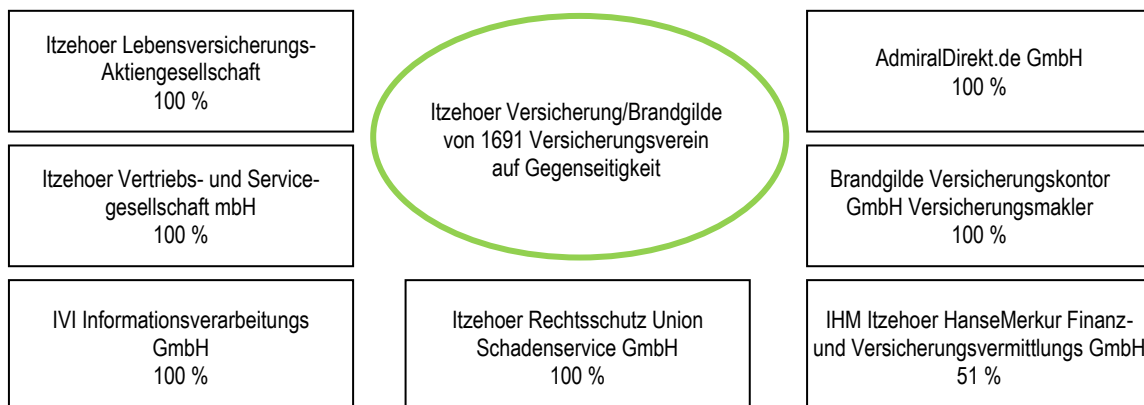 Itzehoer Lebensversicherungs-
Aktiengesellschaft
100 %
Itzehoer Versicherung/Brandgilde
von 1691 Versicherungsverein
auf Gegenseitigkeit
AdmiralDirekt.de GmbH
100 %
Itzehoer Vertriebs- und Service-
gesellschaft mbH
100 %
Brandgilde Versicherungskontor
GmbH Versicherungsmakler
100 %
IVI Informationsverarbeitungs
GmbH
100 %
Itzehoer Rechtsschutz Union
Schadenservice GmbH
100 %
IHM Itzehoer HanseMerkur Finanz-
und Versicherungsvermittlungs GmbH
51 %